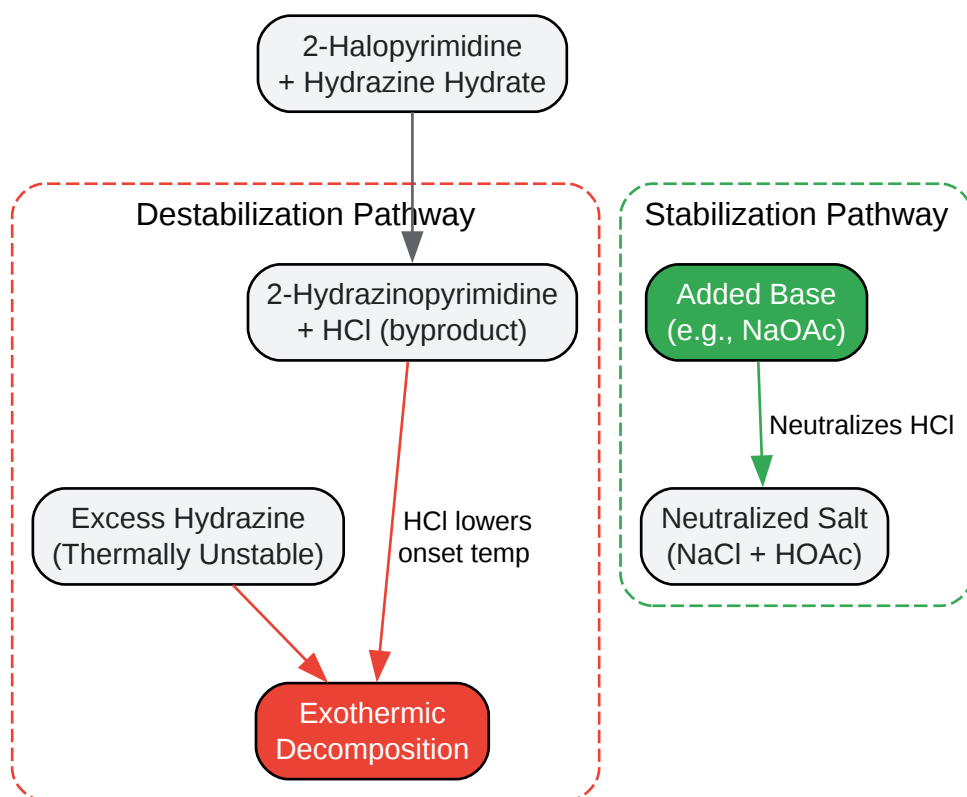 2-Halopyrimidine
+ Hydrazine Hydrate
Destabilization Pathway
Stabilization Pathway
2-Hydrazinopyrimidine
+ HCl (byproduct)
Added Base
(e.g., NaOAc)
Neutralizes HCl
Excess Hydrazine
(Thermally Unstable)
HCl lowers
onset temp
Neutralized Salt
(NaCl + HOAc)
Exothermic
Decomposition